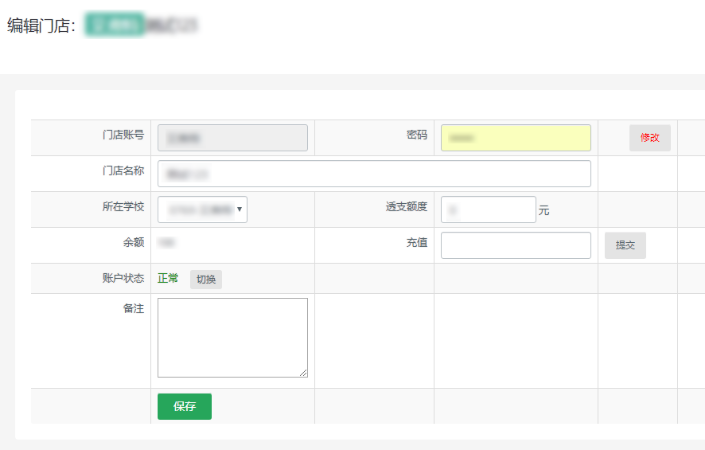 编辑门店：
门店账号 密码 修改
门店名称
所在学校 透支额度 元
余额 充值 提交
账户状态 正常 切换
备注
保存